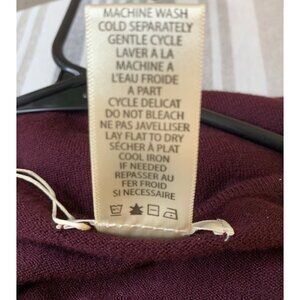 MACHINE WASH
COLD SEPARATELY
GENTLE CYCLE
LAVER A LA
MACHINE A
L'EAU FROIDE
A PART
CYCLE DELICAT
DO NOT BLEACH
NE PAS JAVELLISER
LAY FLAT TO DRY
SÉCHER À PLAT
COOL IRON
IF NEEDED
REPASSER AU
FER FROID
SI NECESSAIRE